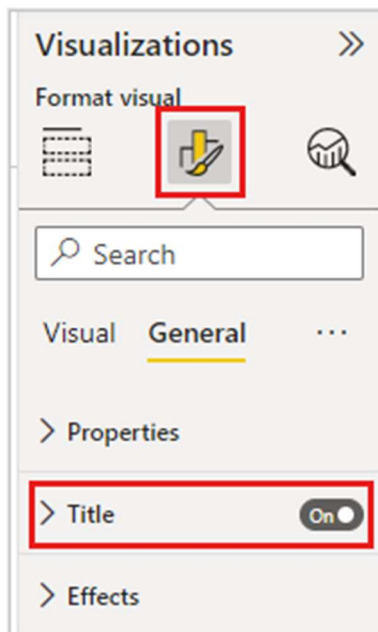 Visualizations
Format visual
Search
Visual General ...
Properties
Title On
Effects